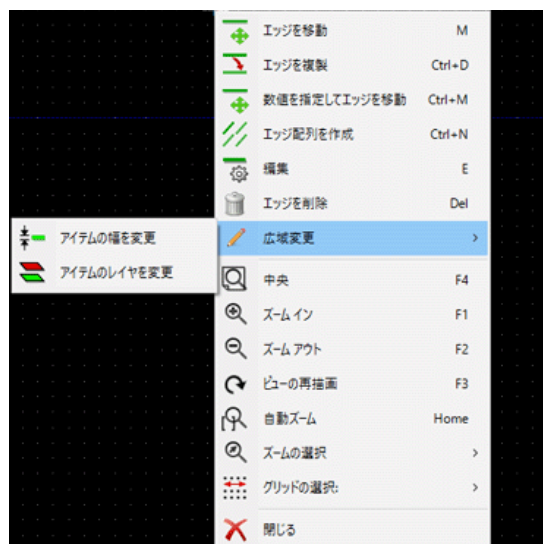 エッジを移動 M
エッジを複製 Ctrl+D
数値を指定してエッジを移動 Ctrl+M
エッジ配列を作成 Ctrl+N
編集 E
エッジを削除 Del
広域変更 >
アイテムの幅を変更
アイテムのレイヤを変更
中央 F4
ズーム イン F1
ズーム アウト F2
ビューの再描画 F3
自動ズーム Home
ズームの選択 >
グリッドの選択: >
閉じる